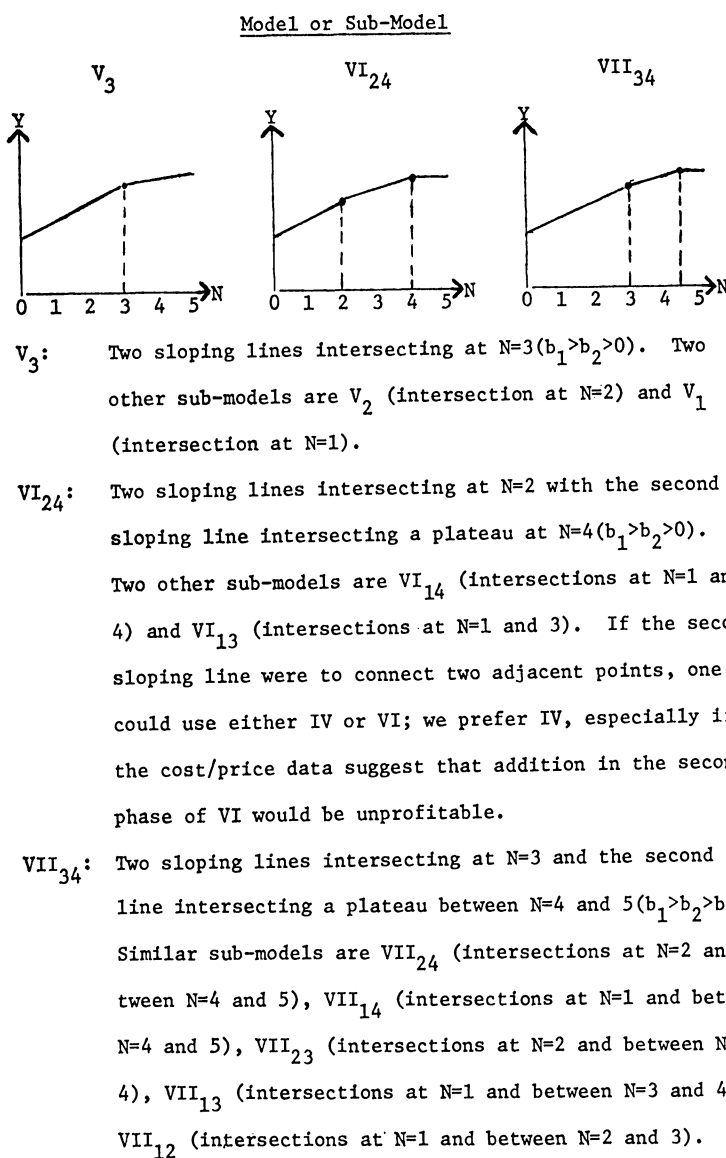 Model or Sub-Model
V3 VI24 VII34
Y Y Y
N N N
0 1 2 3 4 5 0 1 2 3 4 5 0 1 2 3 4 5
V3: Two sloping lines intersecting at N=3(b1>b2>0). Two
other sub-models are V2 (intersection at N=2) and V1
(intersection at N=1).
VI24: Two sloping lines intersecting at N=2 with the second
sloping line intersecting a plateau at N=4(b1>b2>0).
Two other sub-models are VI14 (intersections at N=1 an
4) and VI13 (intersections at N=1 and 3). If the seco
sloping line were to connect two adjacent points, one
could use either IV or VI; we prefer IV, especially i
the cost/price data suggest that addition in the secon
phase of VI would be unprofitable.
VII34: Two sloping lines intersecting at N=3 and the second
line intersecting a plateau between N=4 and 5(b1>b2>b
Similar sub-models are VII24 (intersections at N=2 an
tween N=4 and 5), VII14 (intersections at N=1 and bet
N=4 and 5), VII23 (intersections at N=2 and between N
4), VII13 (intersections at N=1 and between N=3 and 4
VII12 (intersections at N=1 and between N=2 and 3).